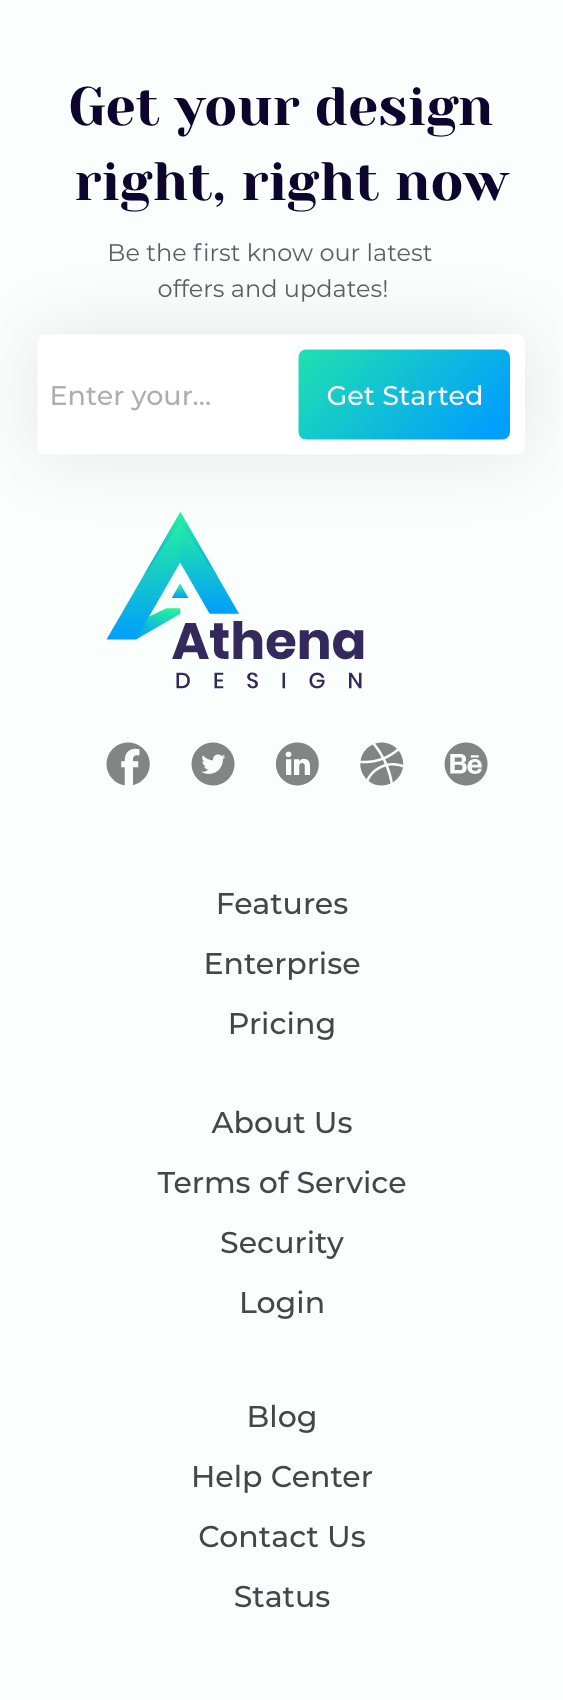 Get your design
right, right now
Be the first know our latest
offers and updates!
Enter your...
Get Started
Athena
DESIGN
f
in
Bē
Features
Enterprise
Pricing
About Us
Terms of Service
Security
Login
Blog
Help Center
Contact Us
Status